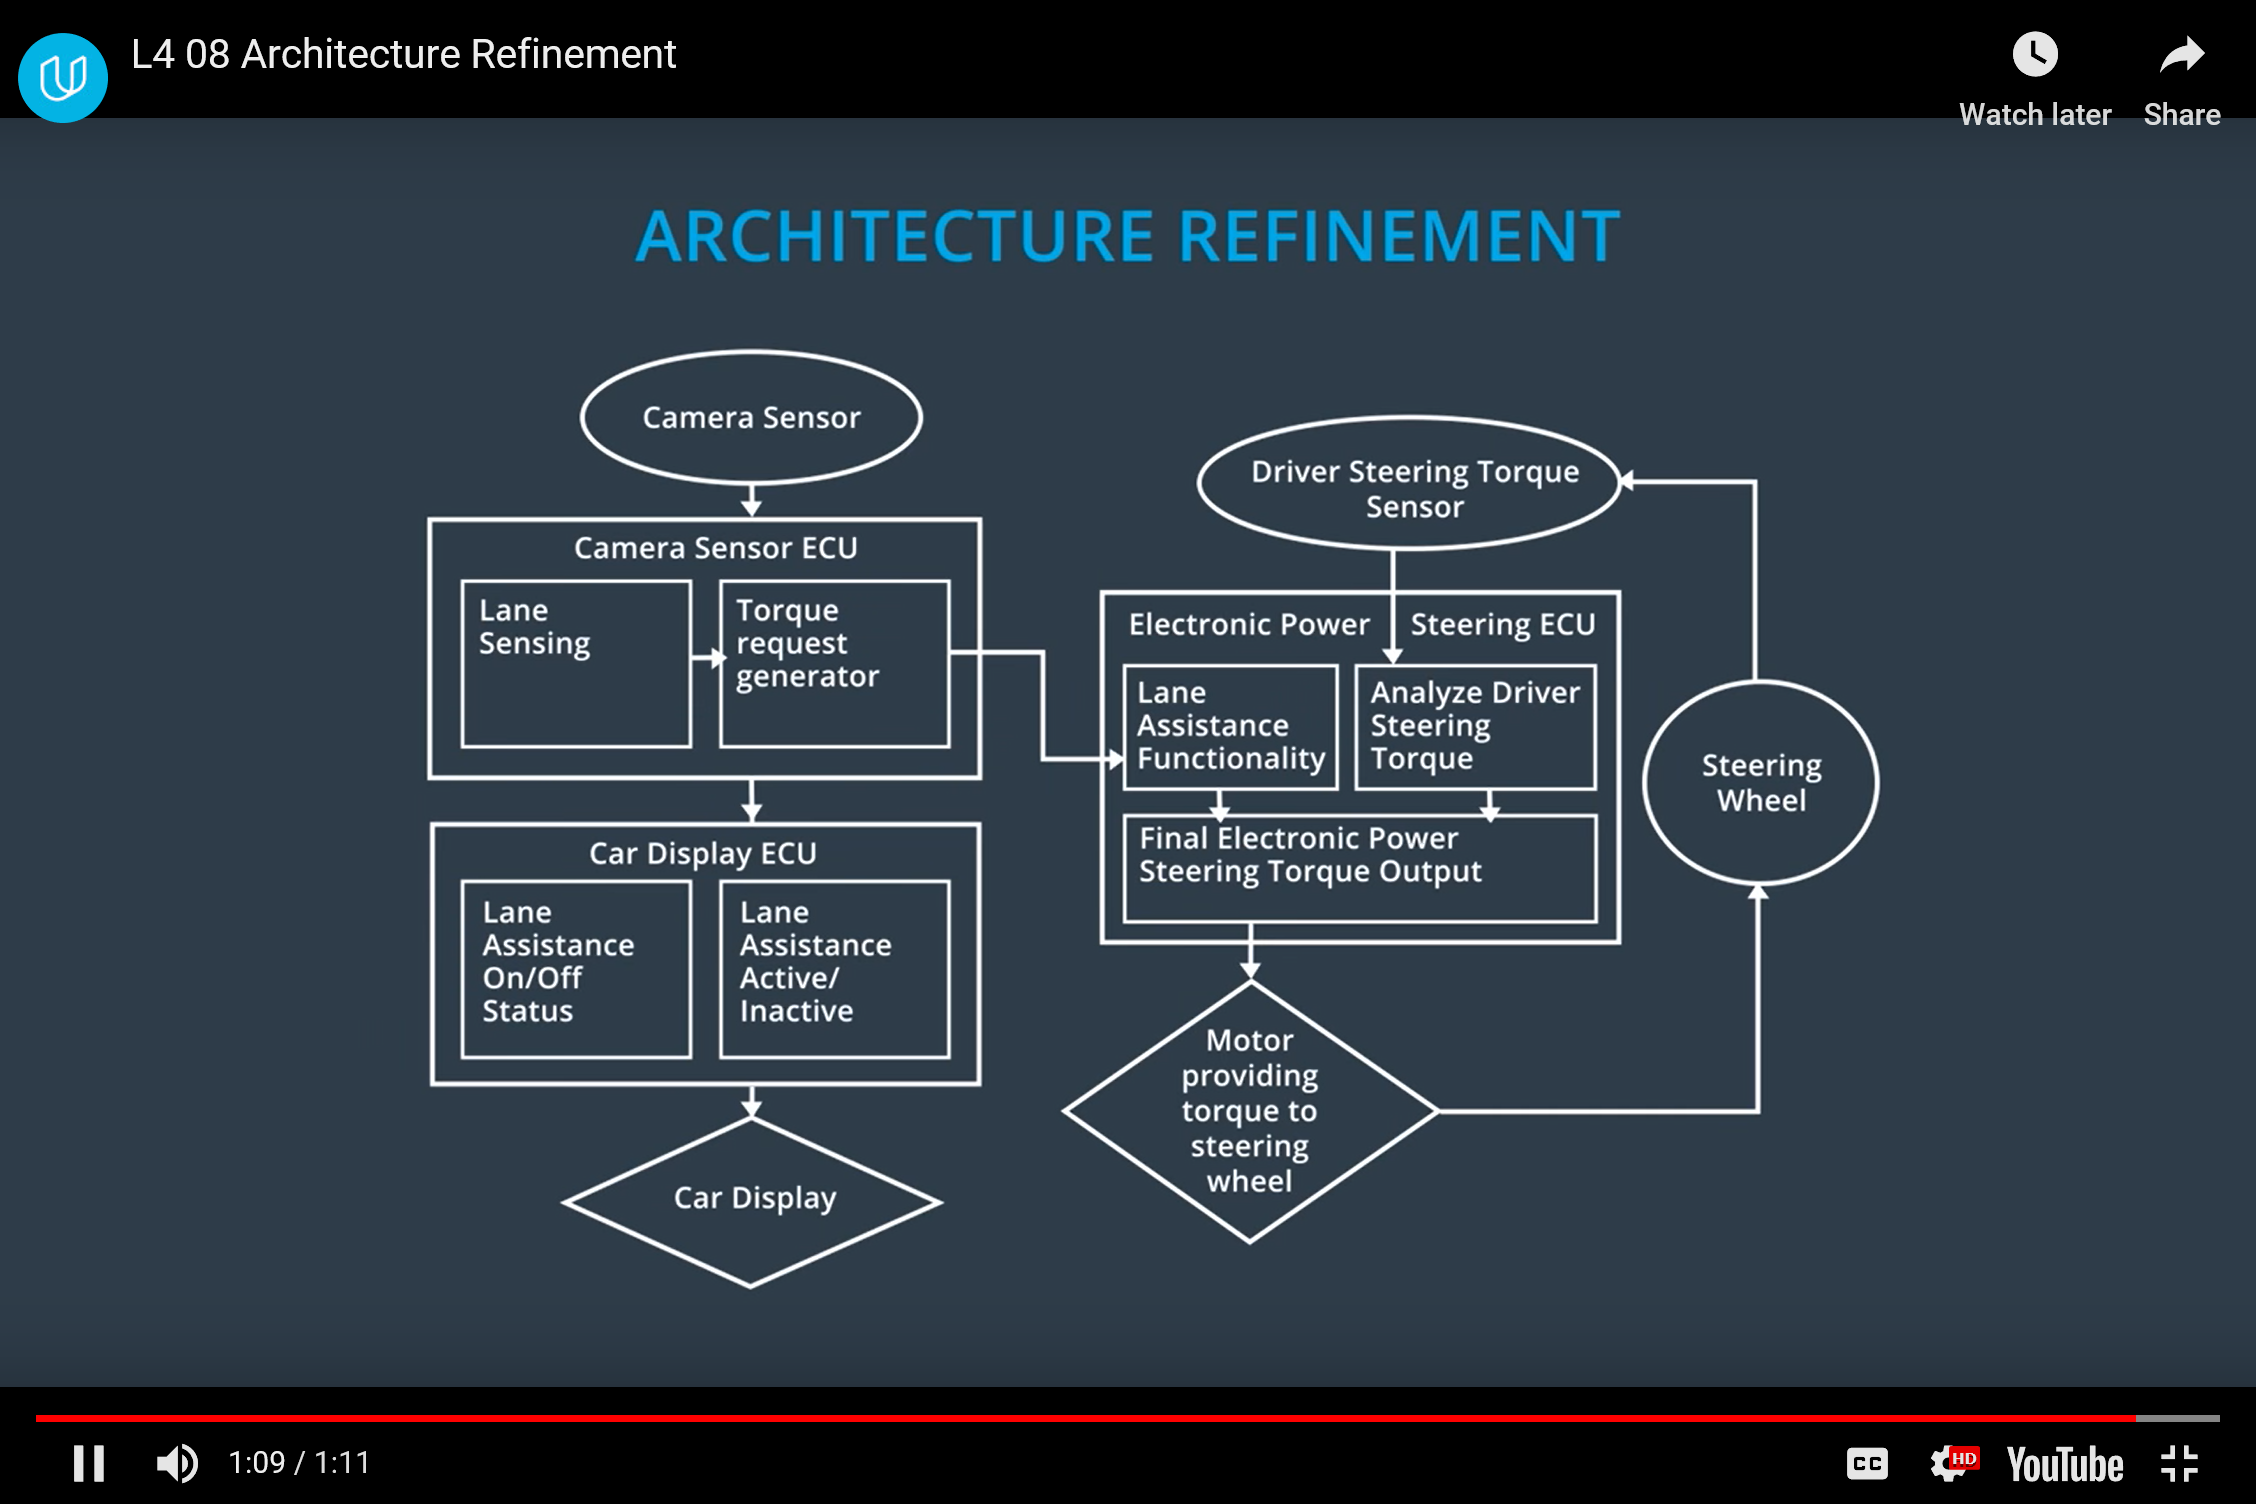 L4 08 Architecture Refinement
Watch later
Share
ARCHITECTURE REFINEMENT
Camera Sensor
Camera Sensor ECU
Lane
Sensing
Torque
request
generator
Car Display ECU
Lane
Assistance
On/Off
Status
Lane
Assistance
Active/
Inactive
Car Display
Driver Steering Torque
Sensor
Electronic Power Steering ECU
Lane
Assistance
Functionality
Analyze Driver
Steering
Torque
Final Electronic Power
Steering Torque Output
Motor
providing
torque to
steering
wheel
Steering
Wheel
1:09 / 1:11
CC
HD
YouTube